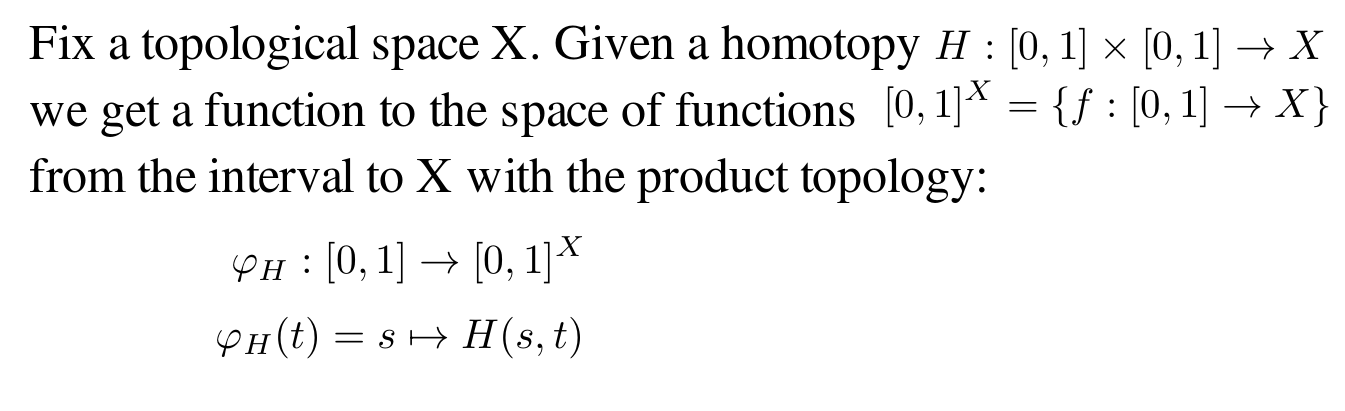 Fix a topological space X. Given a homotopy $H : [0, 1] \times [0, 1] \to X$
we get a function to the space of functions $[0, 1]^X = \{f : [0, 1] \to X\}$
from the interval to X with the product topology:
$\varphi_H : [0, 1] \to [0, 1]^X$
$\varphi_H(t) = s \mapsto H(s, t)$